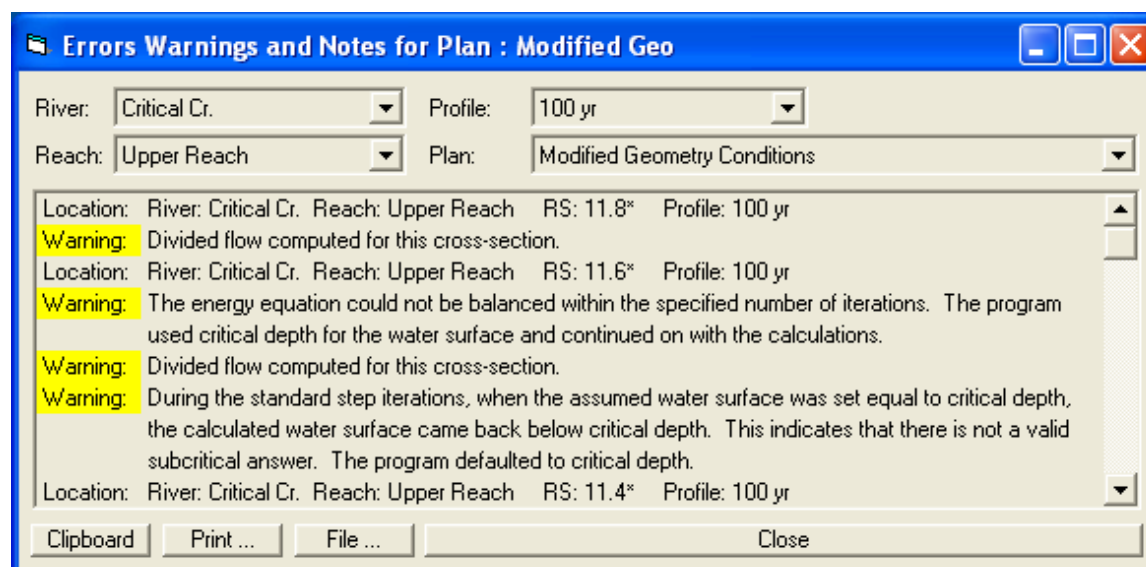 Errors Warnings and Notes for Plan : Modified Geo
River: Critical Cr. Profile: 100 yr
Reach: Upper Reach Plan: Modified Geometry Conditions
Location: River: Critical Cr. Reach: Upper Reach RS: 11.8* Profile: 100 yr
Warning: Divided flow computed for this cross-section.
Location: River: Critical Cr. Reach: Upper Reach RS: 11.6* Profile: 100 yr
Warning: The energy equation could not be balanced within the specified number of iterations. The program
used critical depth for the water surface and continued on with the calculations.
Warning: Divided flow computed for this cross-section.
Warning: During the standard step iterations, when the assumed water surface was set equal to critical depth,
the calculated water surface came back below critical depth. This indicates that there is not a valid
subcritical answer. The program defaulted to critical depth.
Location: River: Critical Cr. Reach: Upper Reach RS: 11.4* Profile: 100 yr
Clipboard Print ... File ... Close